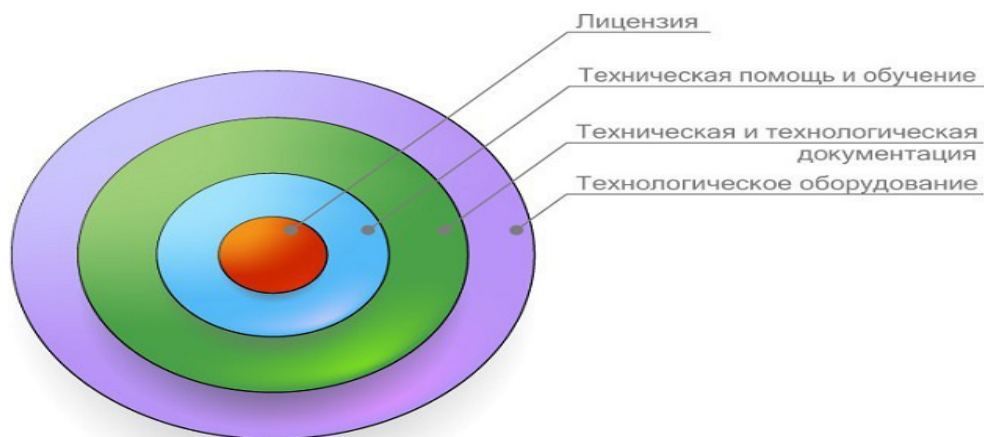 Лицензия
Техническая помощь и обучение
Техническая и технологическая
документация
Технологическое оборудование